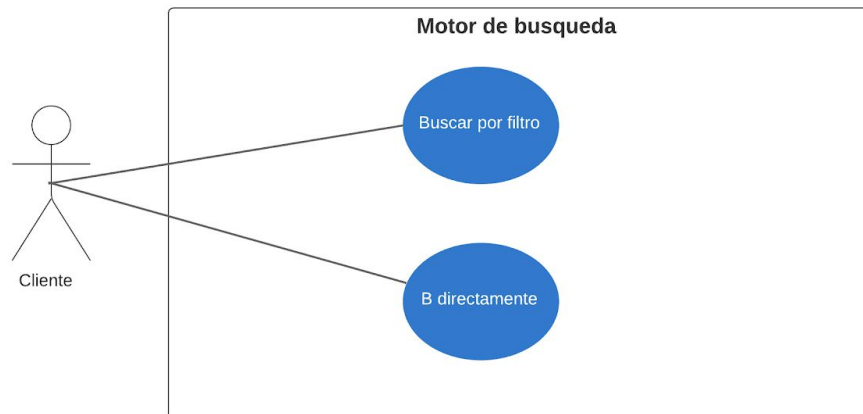 Motor de busqueda
Buscar por filtro
Cliente
B directamente